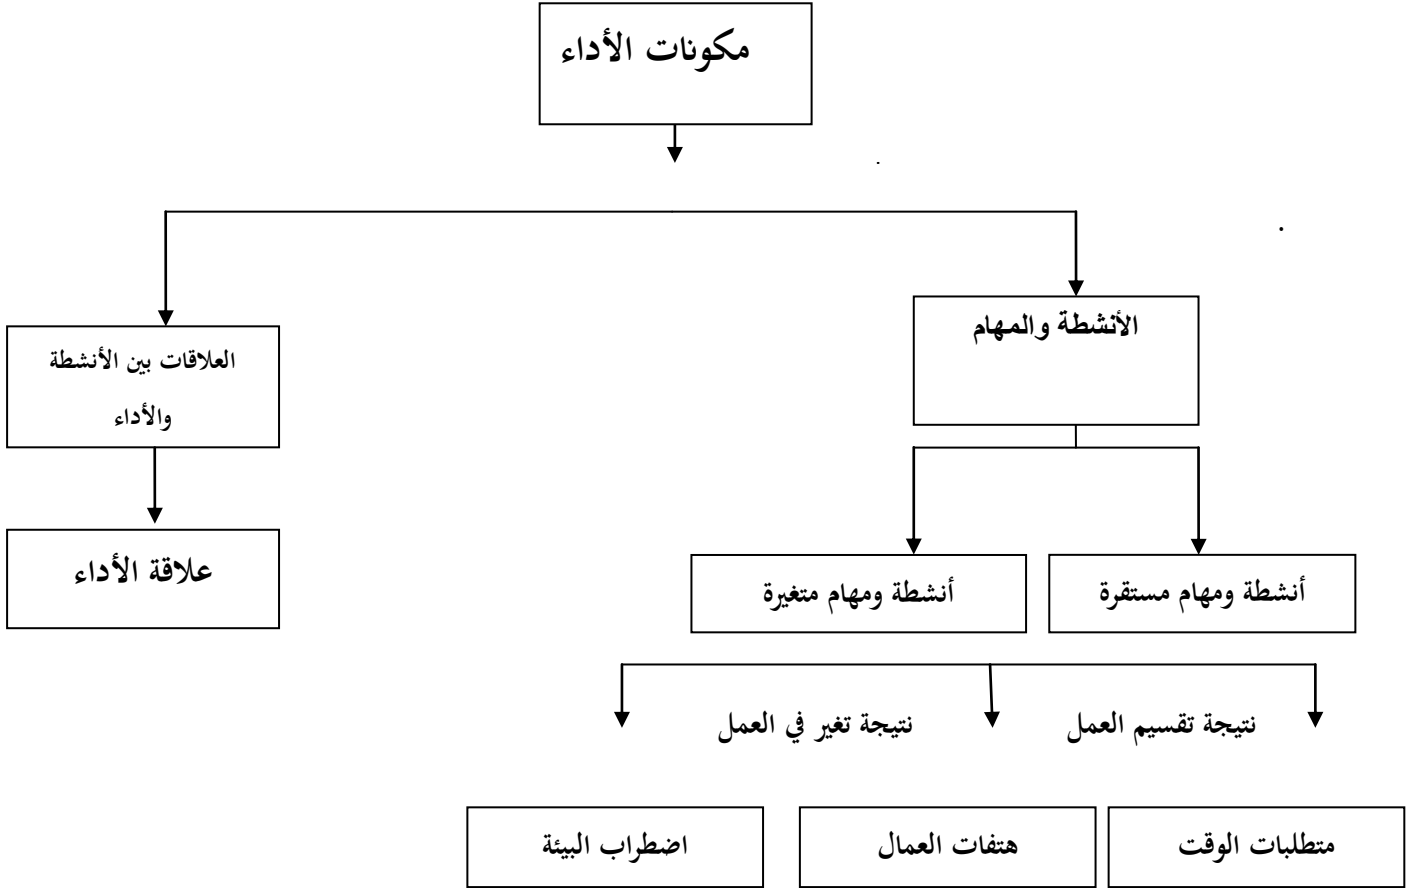 مكونات الأداء
الأنشطة والمهام
العلاقات بين الأنشطة
والأداء
علاقة الأداء
أنشطة ومهام مستقرة
أنشطة ومهام متغيرة
نتيجة تقسيم العمل
نتيجة تغير في العمل
متطلبات الوقت
هتفات العمال
اضطراب البيئة